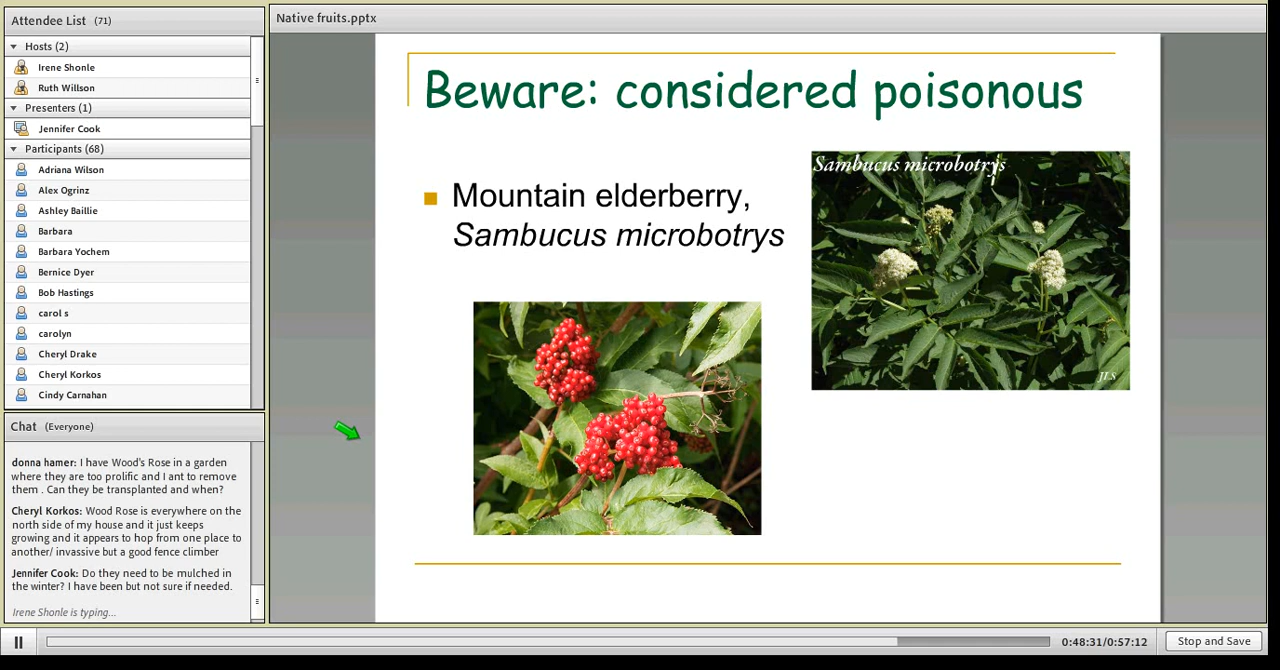 Attendee List (71)
Hosts (2)
Irene Shonle
Ruth Willson
Presenters (1)
Jennifer Cook
Participants (68)
Adriana Wilson
Alex Ogrinz
Ashley Baillie
Barbara
Barbara Yochem
Bernice Dyer
Bob Hastings
carol s
carolyn
Cheryl Drake
Cheryl Korkos
Cindy Carnahan
Chat (Everyone)
donna hamer: I have Wood's Rose in a garden
where they are too prolific and I ant to remove
them . Can they be transplanted and when?
Cheryl Korkos: Wood Rose is everywhere on the
north side of my house and it just keeps
growing and it appears to hop from one place to
another/ invassive but a good fence climber
Jennifer Cook: Do they need to be mulched in
the winter? I have been but not sure if needed.
Irene Shonle is typing...
Native fruits.pptx
Beware: considered poisonous
Mountain elderberry,
Sambucus microbotrys
Sambucus microbotrys
JLS
0:48:31/0:57:12
Stop and Save